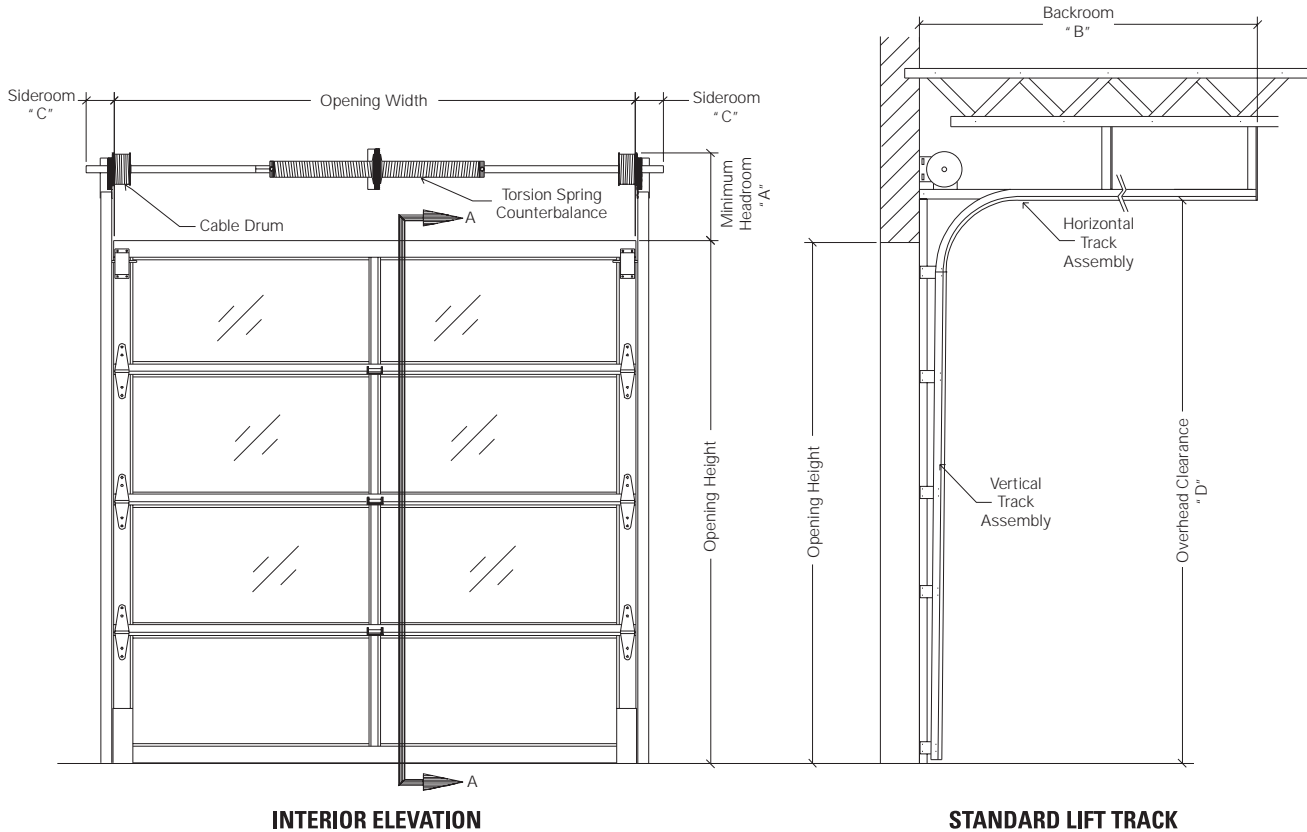 Sideroom
"C"
Opening Width
Sideroom
"C"
Minimum
Headroom
"A"
Torsion Spring
Counterbalance
Cable Drum
A
Opening Height
A
INTERIOR ELEVATION
Backroom
"B"
Horizontal
Track
Assembly
Opening Height
Vertical
Track
Assembly
Overhead Clearance
"D"
STANDARD LIFT TRACK